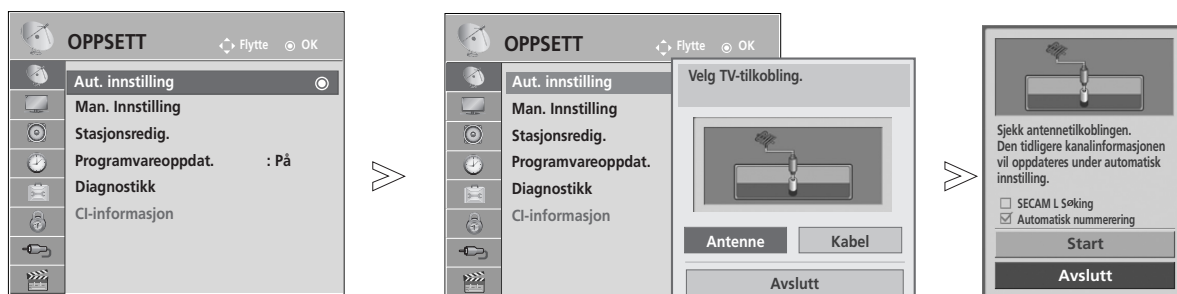 OPPSETT Flytte OK
Aut. innstilling
Man. Innstilling
Stasjonsredig.
Programvareoppdat. : På
Diagnostikk
CI-informasjon
OPPSETT Flytte OK
Aut. innstilling
Man. Innstilling
Stasjonsredig.
Programvareoppdat.
Diagnostikk
CI-informasjon
Velg TV-tilkobling.
Antenne Kabel
Avslutt
Sjekk antennetilkoblingen.
Den tidligere kanalinformasjonen
vil oppdateres under automatisk
innstilling.
SECAM L Søking
Automatisk nummerering
Start
Avslutt